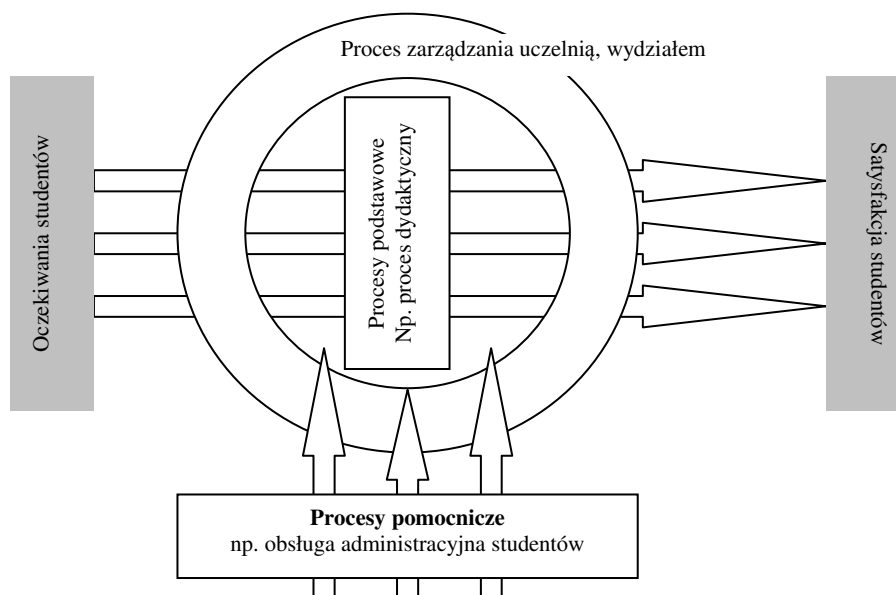 Proces zarządzania uczelnią, wydziałem
Oczekiwania studentów
Procesy podstawowe
Np. proces dydaktyczny
Satysfakcja studentów
Procesy pomocnicze
np. obsługa administracyjna studentów